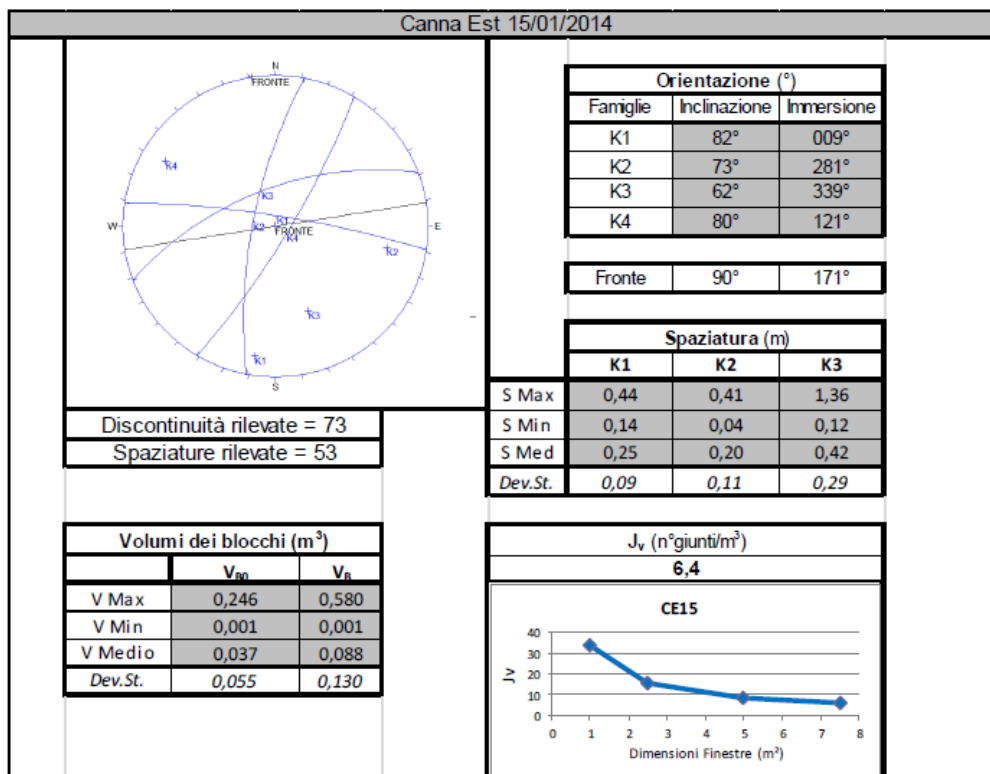 Canna Est 15/01/2014
N
FRONTE
K4
K3
W
K1
K2
FRONTE
K4
E
K2
K3
K1
S
Discontinuità rilevate = 73
Spaziature rilevate = 53
Orientazione (°)
Famiglie Inclinazione Immersione
K1 82° 009°
K2 73° 281°
K3 62° 339°
K4 80° 121°
Fronte 90° 171°
Spaziatura (m)
K1 K2 K3
S Max 0,44 0,41 1,36
S Min 0,14 0,04 0,12
S Med 0,25 0,20 0,42
Dev.St. 0,09 0,11 0,29
Volumi dei blocchi (m³)
V_B0 V_B
V Max 0,246 0,580
V Min 0,001 0,001
V Medio 0,037 0,088
Dev.St. 0,055 0,130
J_v (n°giunti/m³)
6,4
CE15
Jv
40
30
20
10
0
0 1 2 3 4 5 6 7 8
Dimensioni Finestre (m²)